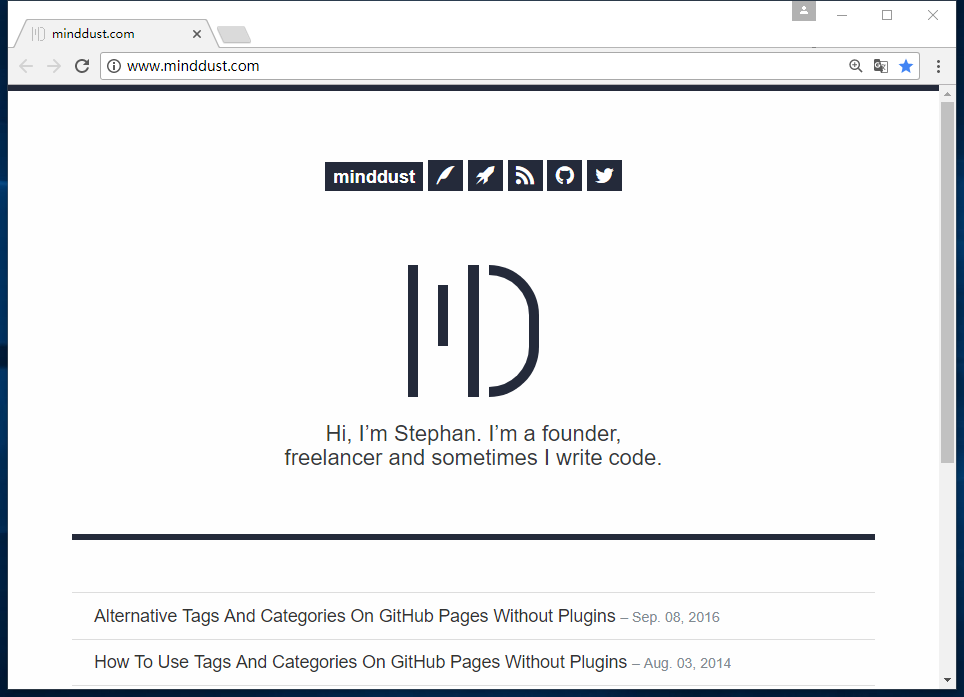 minddust.com
www.minddust.com
minddust
Hi, I’m Stephan. I’m a founder,
freelancer and sometimes I write code.
Alternative Tags And Categories On GitHub Pages Without Plugins – Sep. 08, 2016
How To Use Tags And Categories On GitHub Pages Without Plugins – Aug. 03, 2014